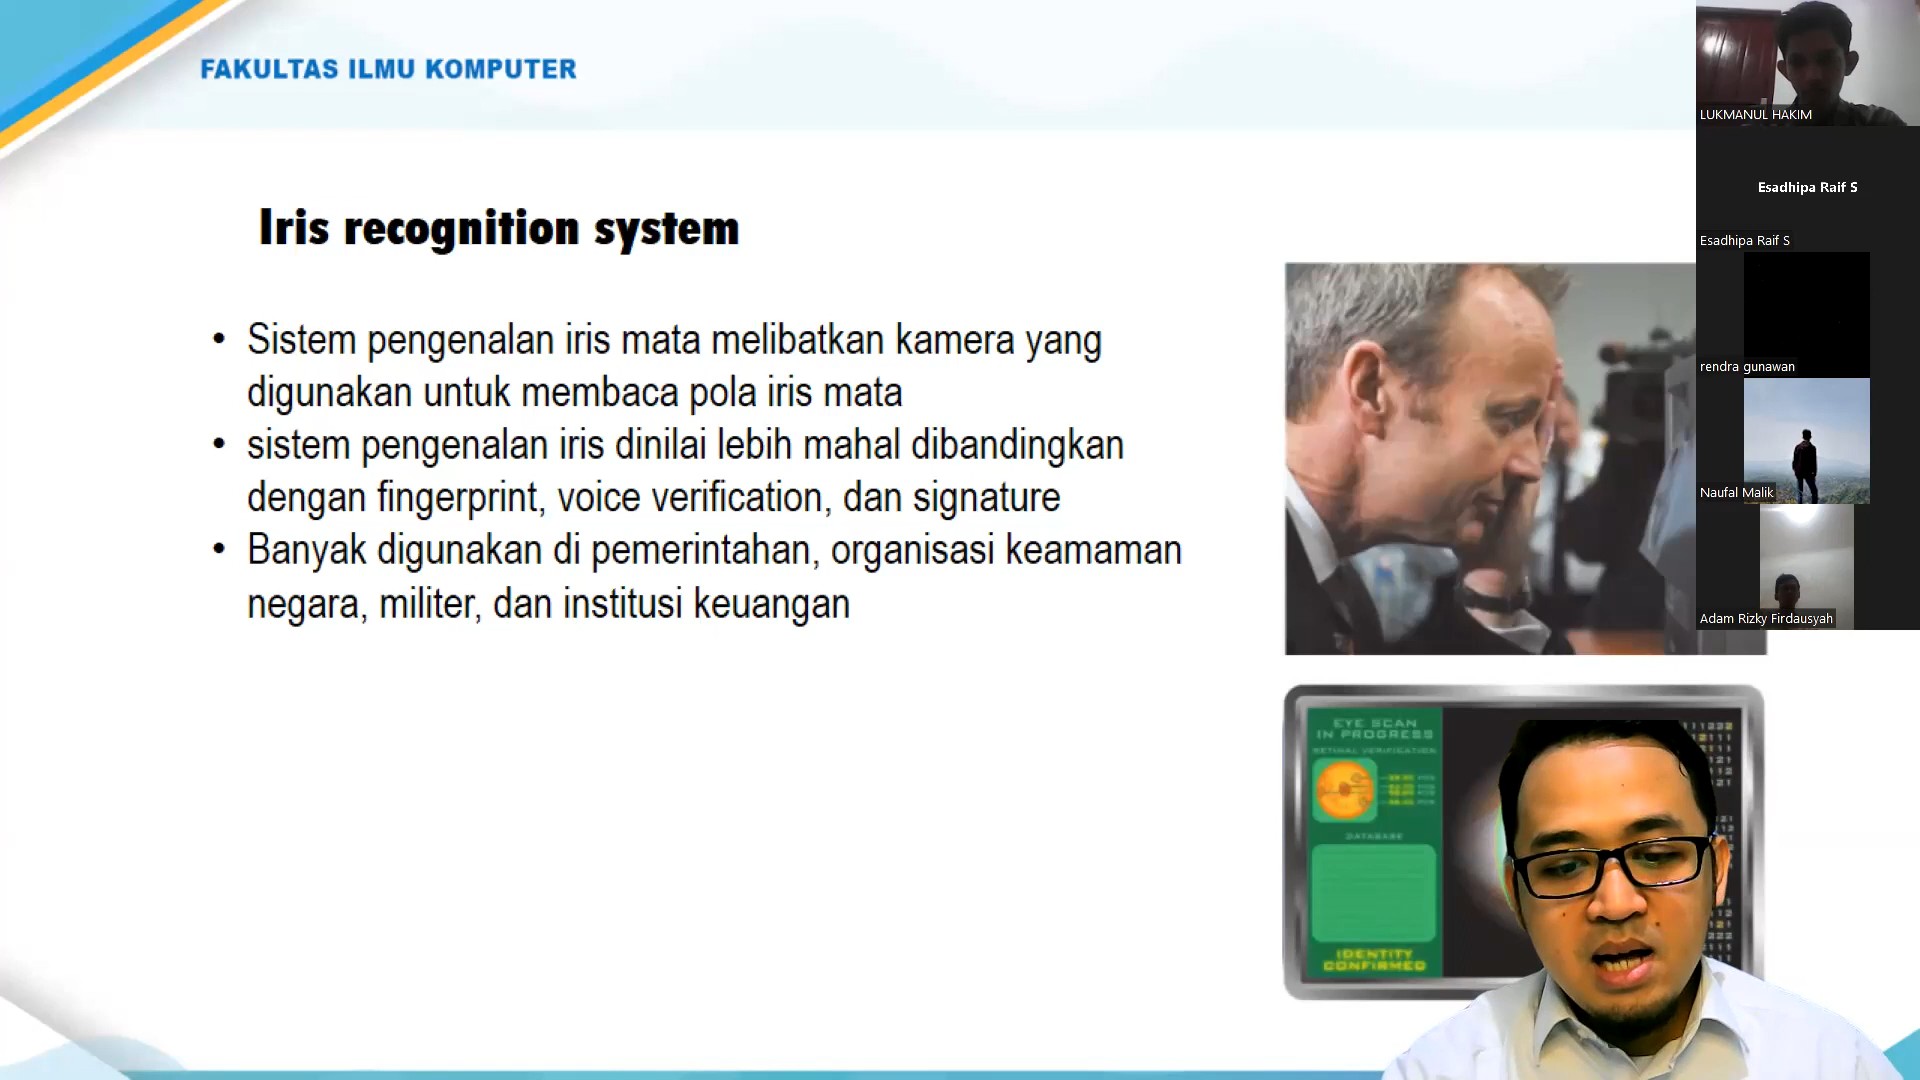 FAKULTAS ILMU KOMPUTER
Iris recognition system
• Sistem pengenalan iris mata melibatkan kamera yang
digunakan untuk membaca pola iris mata
• sistem pengenalan iris dinilai lebih mahal dibandingkan
dengan fingerprint, voice verification, dan signature
• Banyak digunakan di pemerintahan, organisasi keamaman
negara, militer, dan institusi keuangan
EYE SCAN
IN PROGRESS
RETINAL VERIFICATION
DATABASE
IDENTITY
CONFIRMED
LUKMANUL HAKIM
Esadhipa Raif S
Esadhipa Raif S
rendra gunawan
Naufal Malik
Adam Rizky Firdausyah